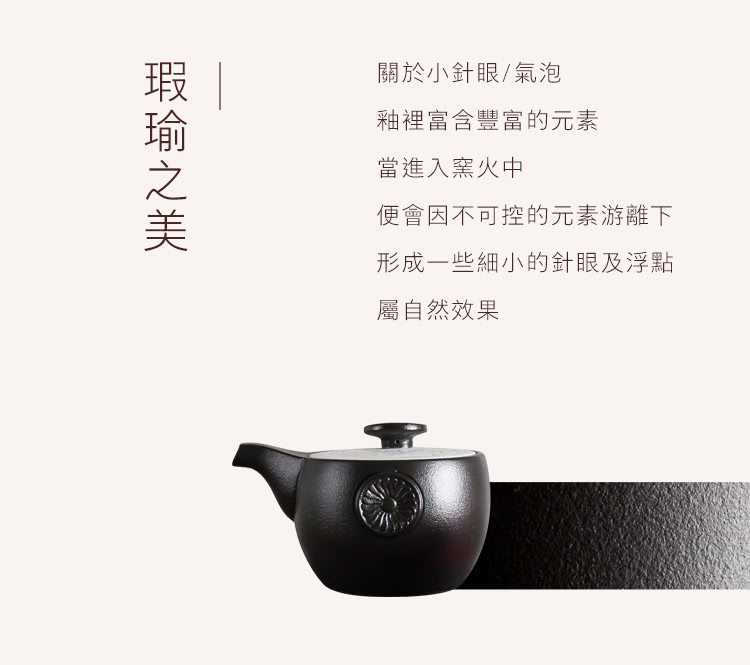 瑕瑜之美
關於小針眼/氣泡
釉裡富含豐富的元素
當進入窯火中
便會因不可控的元素游離下
形成一些細小的針眼及浮點
屬自然效果